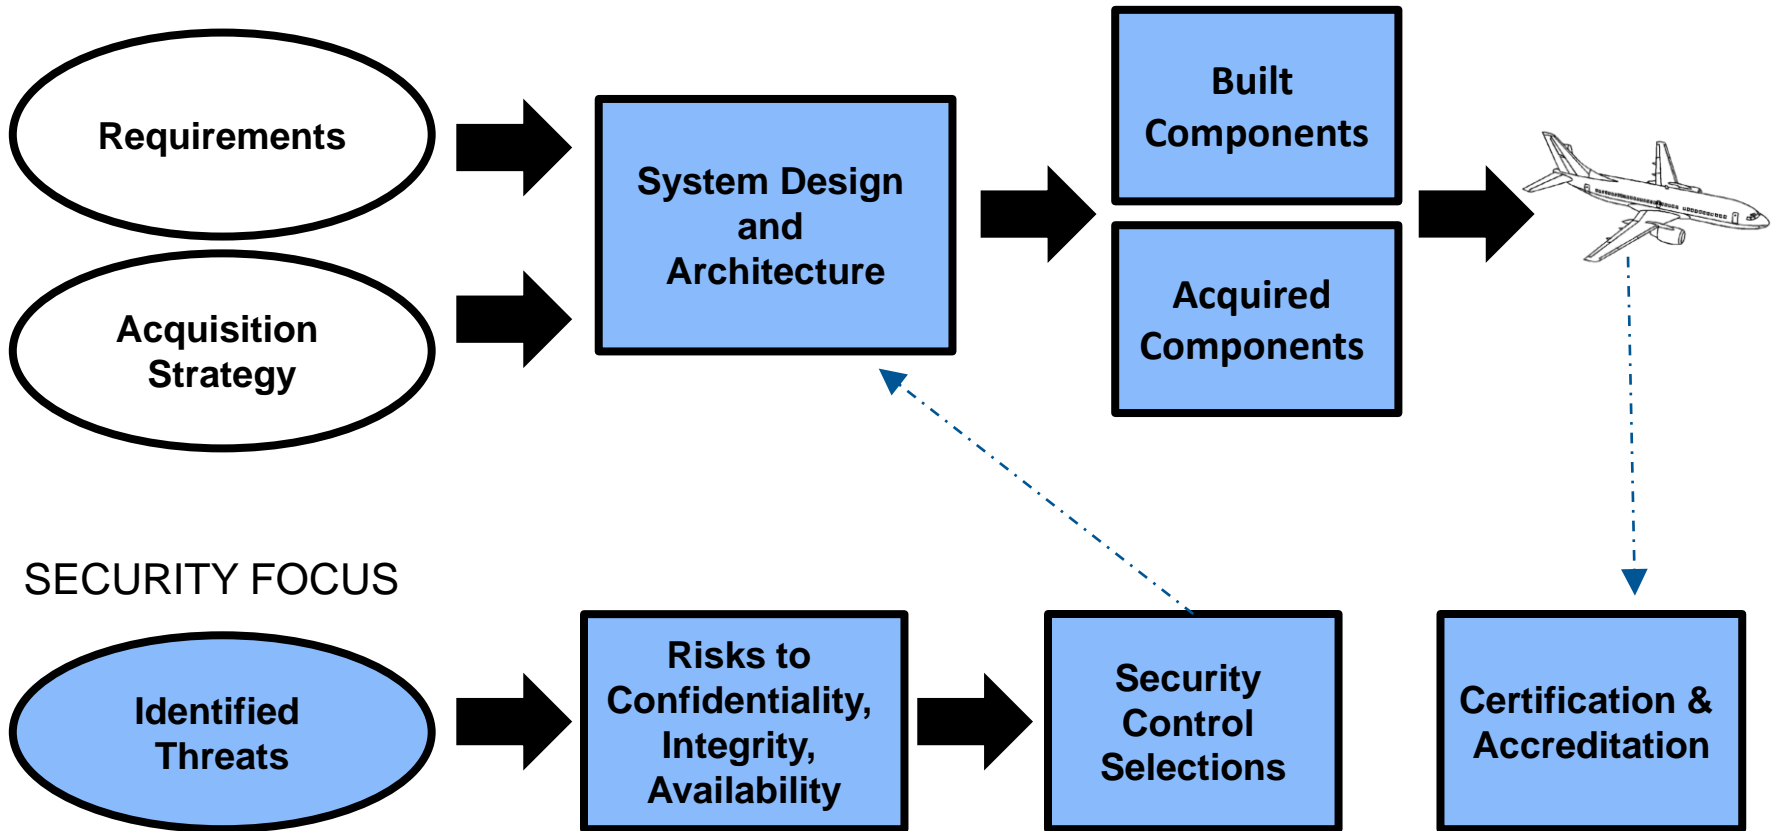 Requirements
Acquisition
Strategy
System Design
and
Architecture
Built
Components
Acquired
Components
SECURITY FOCUS
Identified
Threats
Risks to
Confidentiality,
Integrity,
Availability
Security
Control
Selections
Certification &
Accreditation